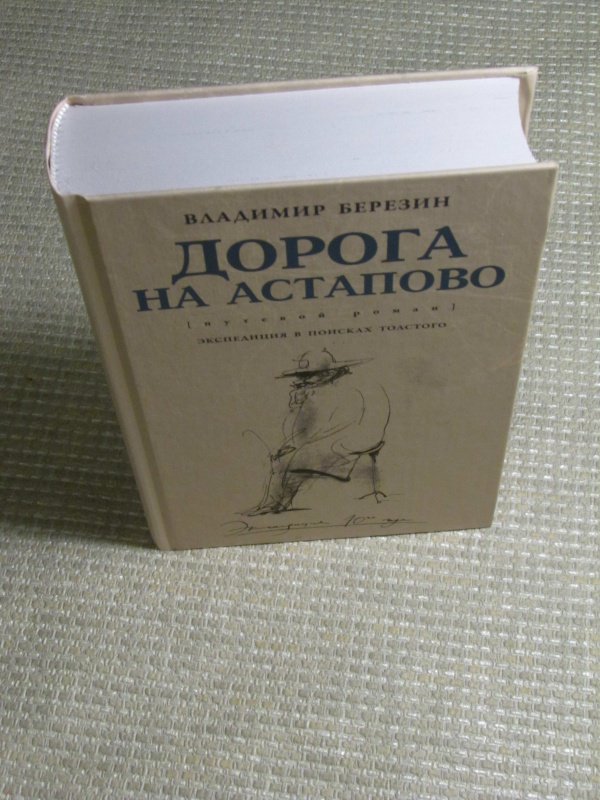 ВЛАДИМИР БЕРЕЗИН
ДОРОГА
НА АСТАПОВО
[путевой роман]
ЭКСПЕДИЦИЯ В ПОИСКАХ ТОЛСТОГО